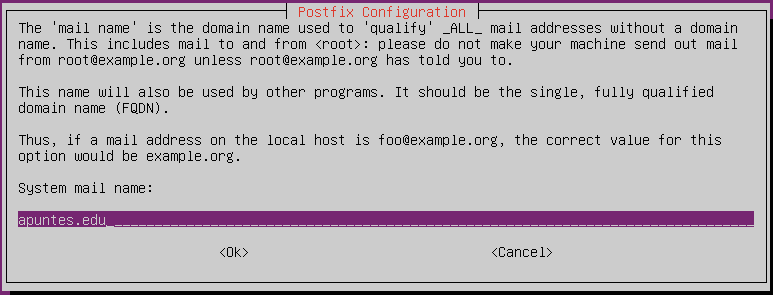 Postfix Configuration
The 'mail name' is the domain name used to 'qualify' _ALL_ mail addresses without a domain
name. This includes mail to and from <root>: please do not make your machine send out mail
from root@example.org unless root@example.org has told you to.
This name will also be used by other programs. It should be the single, fully qualified
domain name (FQDN).
Thus, if a mail address on the local host is foo@example.org, the correct value for this
option would be example.org.
System mail name:
apuntes.edu
<Ok> <Cancel>